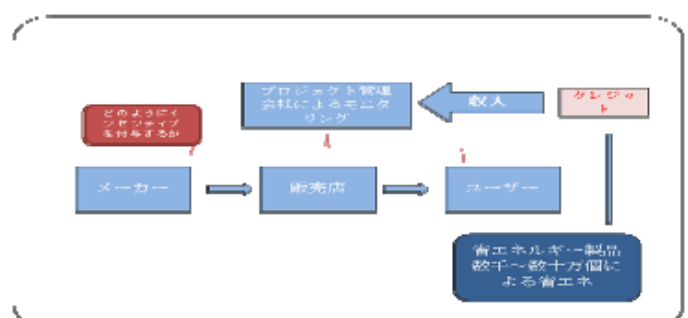 プロジェクト管理
会社によるモニタ
リング
収入
クレジッ
ト
どのようにイ
ンセンティブ
を付与するか
メーカー
販売店
ユーザー
省エネルギー製品
数千～数十万個に
よる省エネ